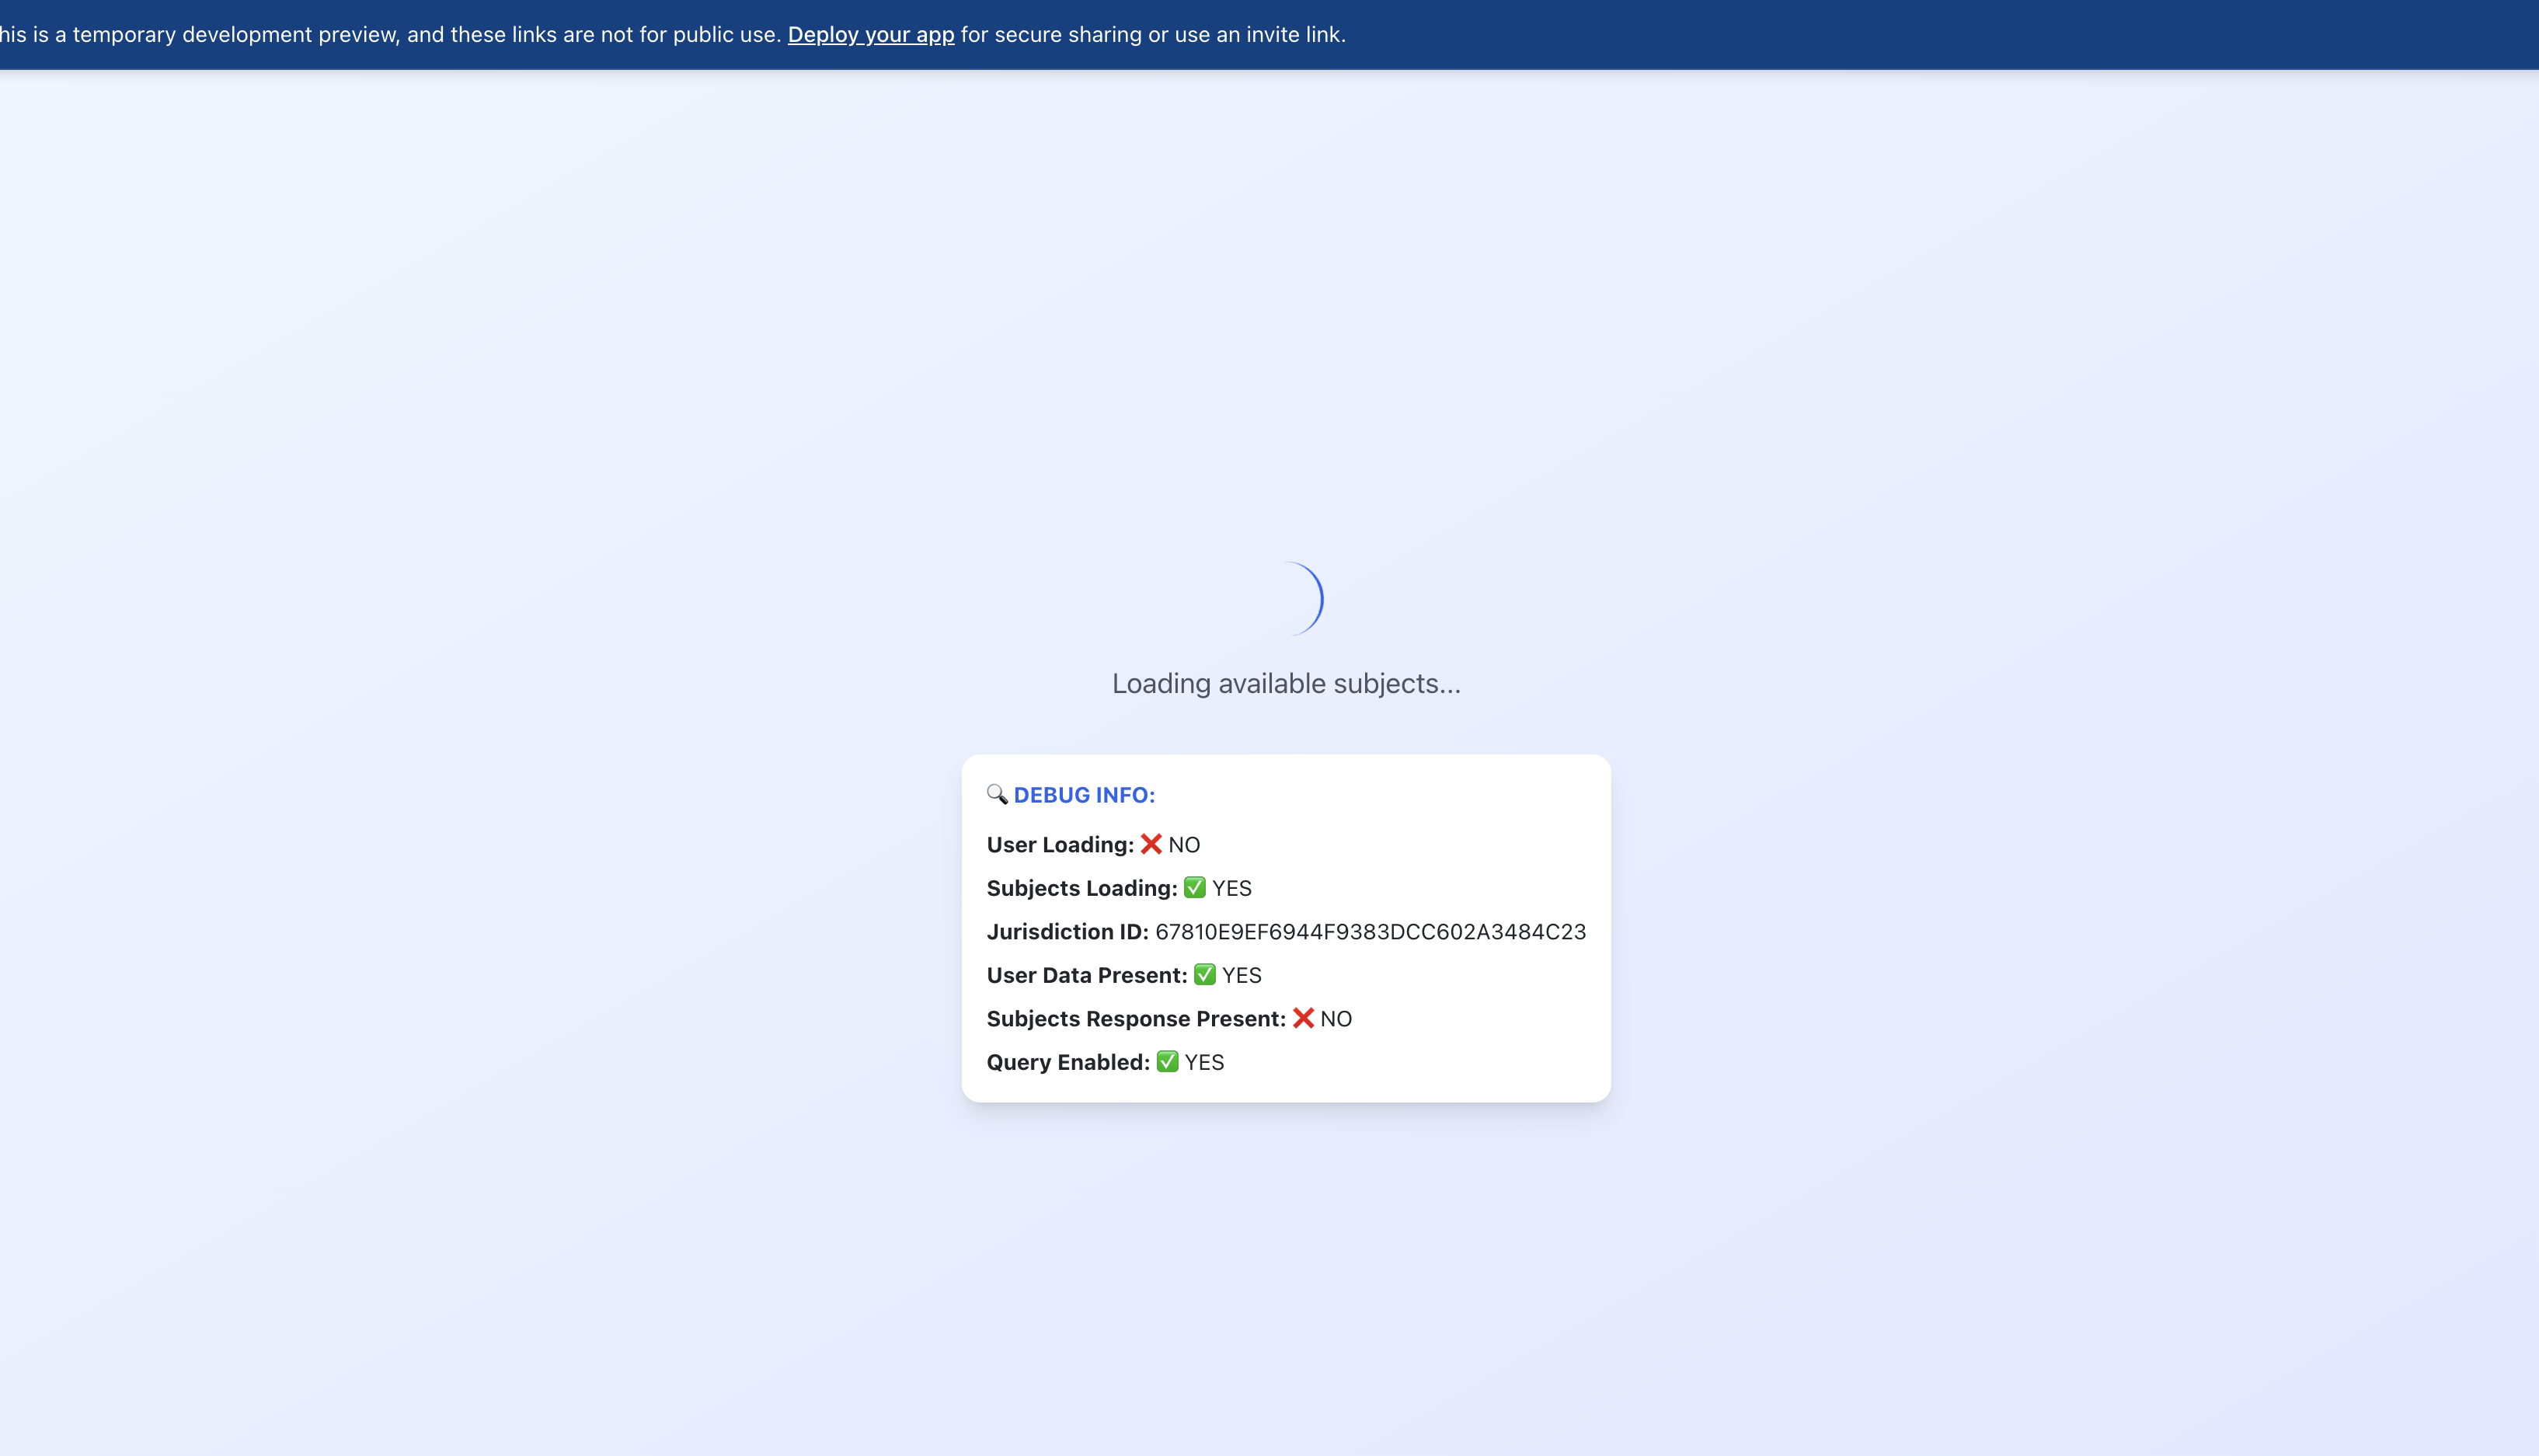 his is a temporary development preview, and these links are not for public use. Deploy your app for secure sharing or use an invite link.
Loading available subjects...
🔍 DEBUG INFO:
User Loading: ❌ NO
Subjects Loading: ✅ YES
Jurisdiction ID: 67810E9EF6944F9383DCC602A3484C23
User Data Present: ✅ YES
Subjects Response Present: ❌ NO
Query Enabled: ✅ YES